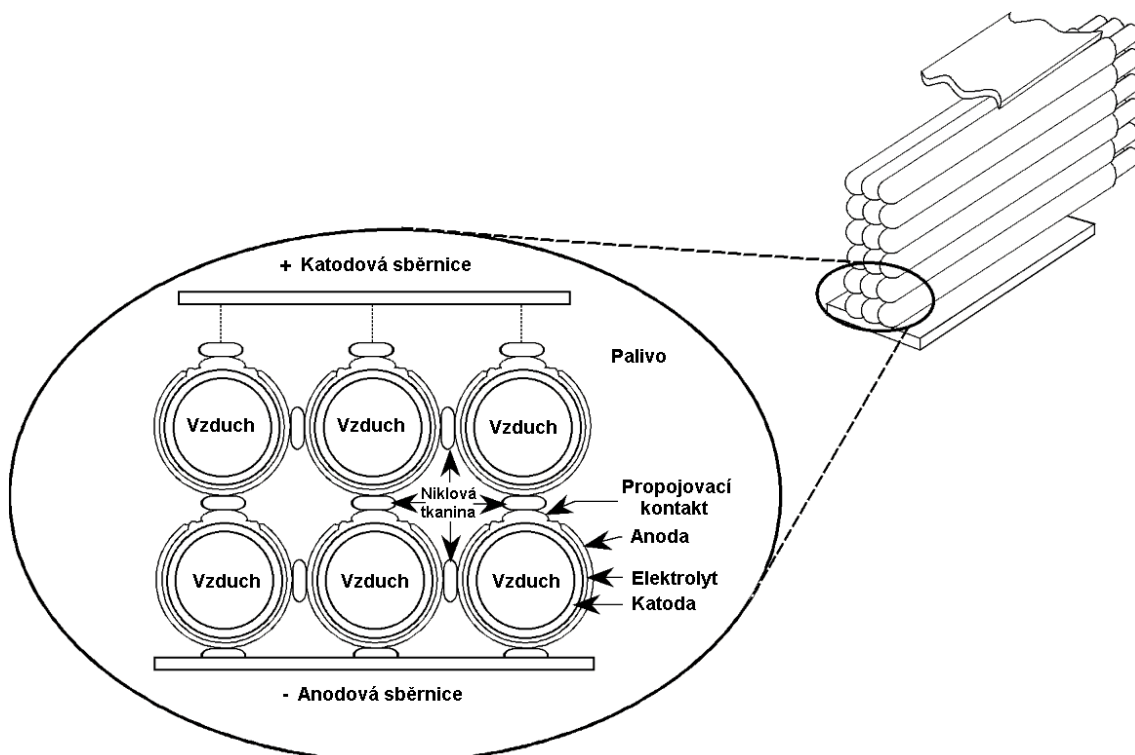 + Katodová sběrnice
Palivo
Vzduch
Vzduch
Vzduch
Niklová
tkanina
Propojovací
kontakt
Anoda
Vzduch
Vzduch
Vzduch
Elektrolyt
Katoda
- Anodová sběrnice